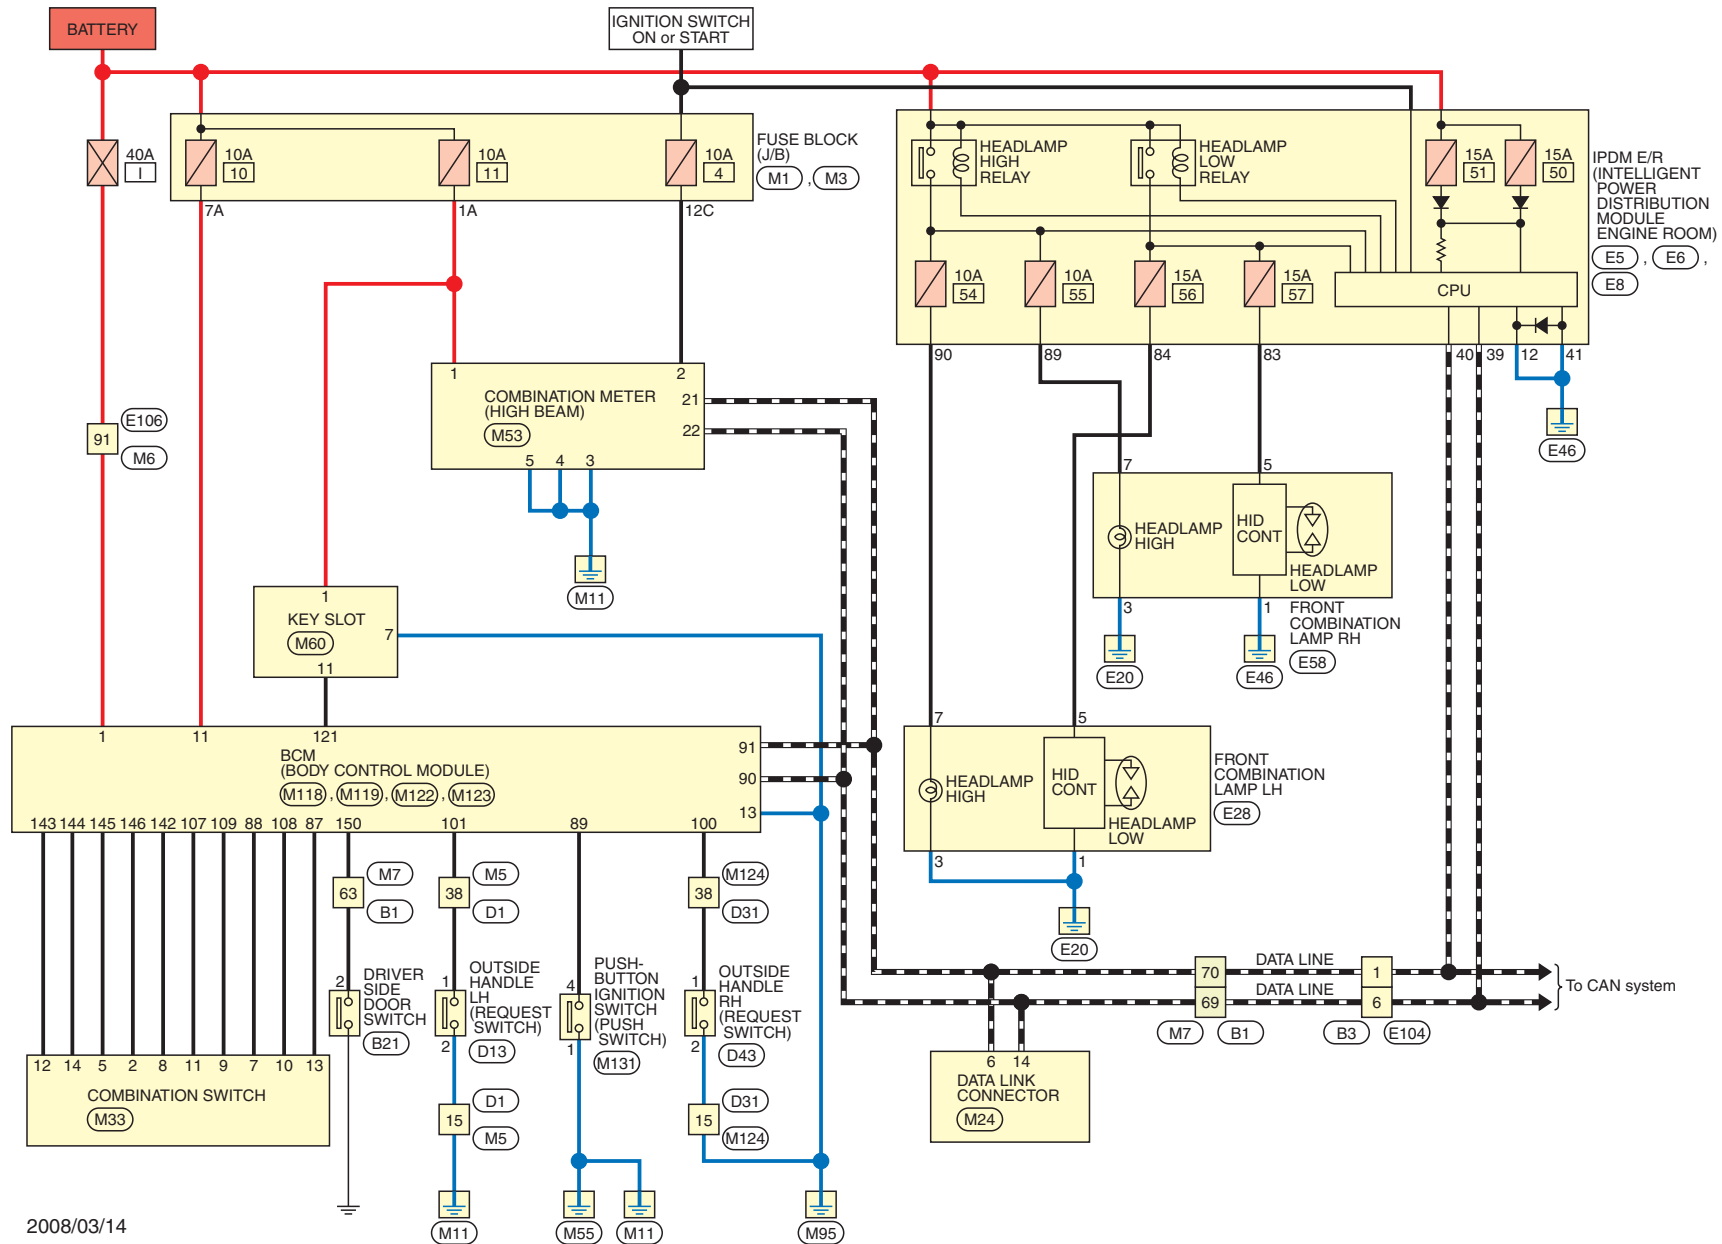 BATTERY
IGNITION SWITCH
ON or START
40A
I
10A
10
10A
11
10A
4
FUSE BLOCK
(J/B)
M1 , M3
7A
1A
12C
HEADLAMP
HIGH
RELAY
HEADLAMP
LOW
RELAY
15A
51
15A
50
IPDM E/R
(INTELLIGENT
POWER
DISTRIBUTION
MODULE
ENGINE ROOM)
E5 , E6 ,
E8
10A
54
10A
55
15A
56
15A
57
CPU
90
89
84
83
40
39
12
41
E46
1
2
COMBINATION METER
(HIGH BEAM)
M53
21
22
5
4
3
M11
E106
91
M6
7
5
HEADLAMP
HIGH
HID
CONT
HEADLAMP
LOW
3
1
FRONT
COMBINATION
LAMP RH
E58
E20
E46
1
KEY SLOT
M60
7
11
7
5
HEADLAMP
HIGH
HID
CONT
HEADLAMP
LOW
3
1
FRONT
COMBINATION
LAMP LH
E28
E20
1
11
121
BCM
(BODY CONTROL MODULE)
M118 , M119 , M122 , M123
91
90
13
143 144 145 146 142 107 109 88 108 87 150 101 89 100
63
M7
B1
38
M5
D1
38
M124
D31
2
DRIVER
SIDE
DOOR
SWITCH
B21
1
OUTSIDE
HANDLE
LH
(REQUEST
SWITCH)
2
D13
4
PUSH-
BUTTON
IGNITION
SWITCH
(PUSH
SWITCH)
1
M131
1
OUTSIDE
HANDLE
RH
(REQUEST
SWITCH)
2
D43
12 14 5 2 8 11 9 7 10 13
COMBINATION SWITCH
M33
D1
15
M5
D31
15
M124
M11
M55
M11
M95
70
DATA LINE
1
69
DATA LINE
6
To CAN system
M7
B1
B3
E104
6
14
DATA LINK
CONNECTOR
M24
2008/03/14